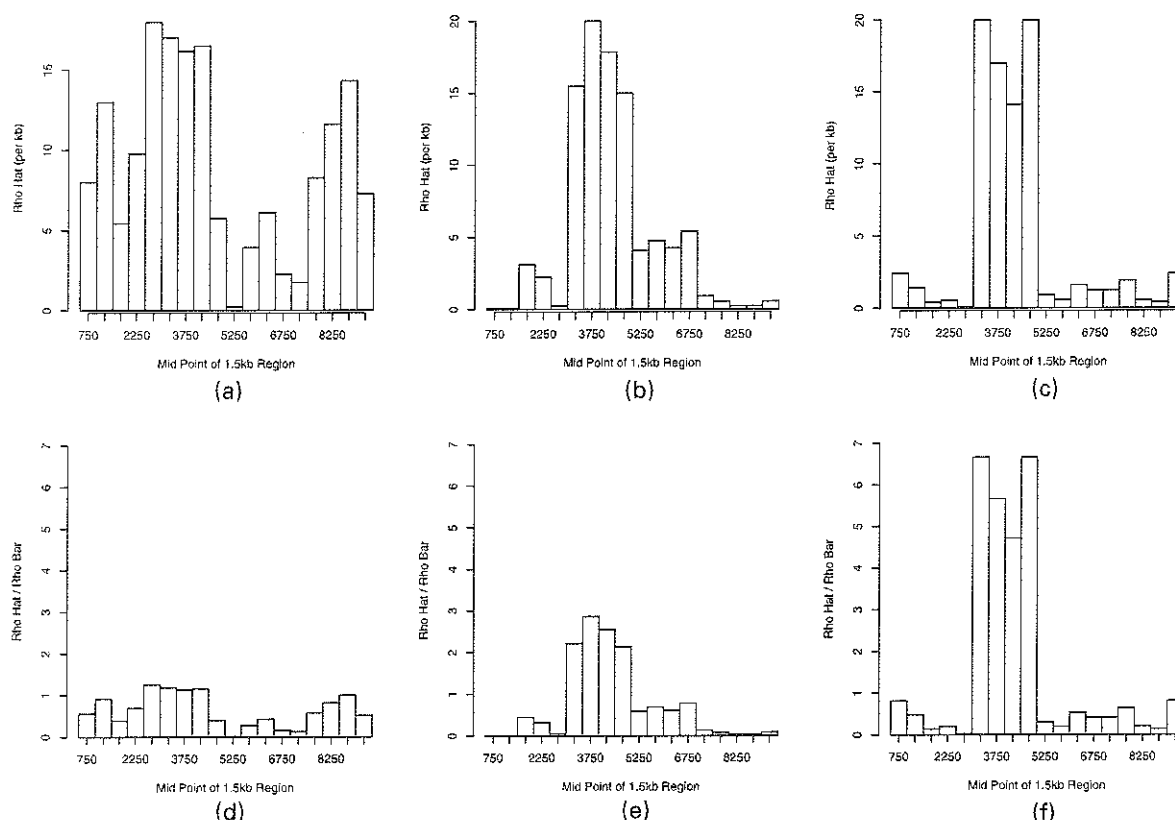 Rho Hat (per kb)
0 5 10 15
750 2250 3750 5250 6750 8250
Mid Point of 1.5kb Region
(a)
Rho Hat (per kb)
0 5 10 15 20
750 2250 3750 5250 6750 8250
Mid Point of 1.5kb Region
(b)
Rho Hat (per kb)
0 5 10 15 20
750 2250 3750 5250 6750 8250
Mid Point of 1.5kb Region
(c)
Rho Hat / Rho Bar
0 1 2 3 4 5 6 7
750 2250 3750 5250 6750 8250
Mid Point of 1.5kb Region
(d)
Rho Hat / Rho Bar
0 1 2 3 4 5 6 7
750 2250 3750 5250 6750 8250
Mid Point of 1.5kb Region
(e)
Rho Hat / Rho Bar
0 1 2 3 4 5 6 7
750 2250 3750 5250 6750 8250
Mid Point of 1.5kb Region
(f)